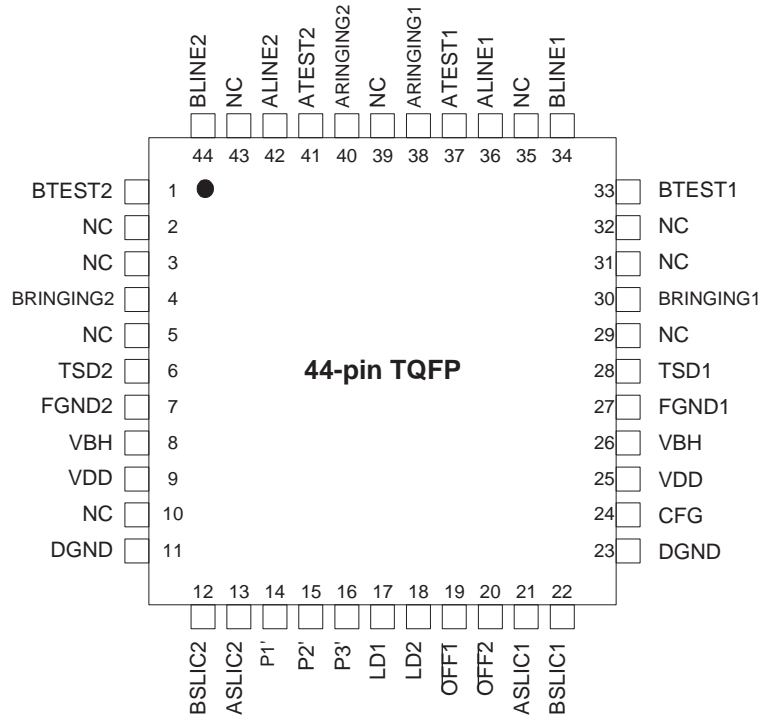 BLINE2 NC ALINE2 ATEST2 ARINGING2 NC ARINGING1 ATEST1 ALINE1 NC BLINE1
44 43 42 41 40 39 38 37 36 35 34
BTEST2 1 33 BTEST1
NC 2 32 NC
NC 3 31 NC
BRINGING2 4 30 BRINGING1
NC 5 29 NC
TSD2 6 44-pin TQFP 28 TSD1
FGND2 7 27 FGND1
VBH 8 26 VBH
VDD 9 25 VDD
NC 10 24 CFG
DGND 11 23 DGND
12 13 14 15 16 17 18 19 20 21 22
BSLIC2 ASLIC2 P1' P2' P3' LD1 LD2 OFF1 OFF2 ASLIC1 BSLIC1